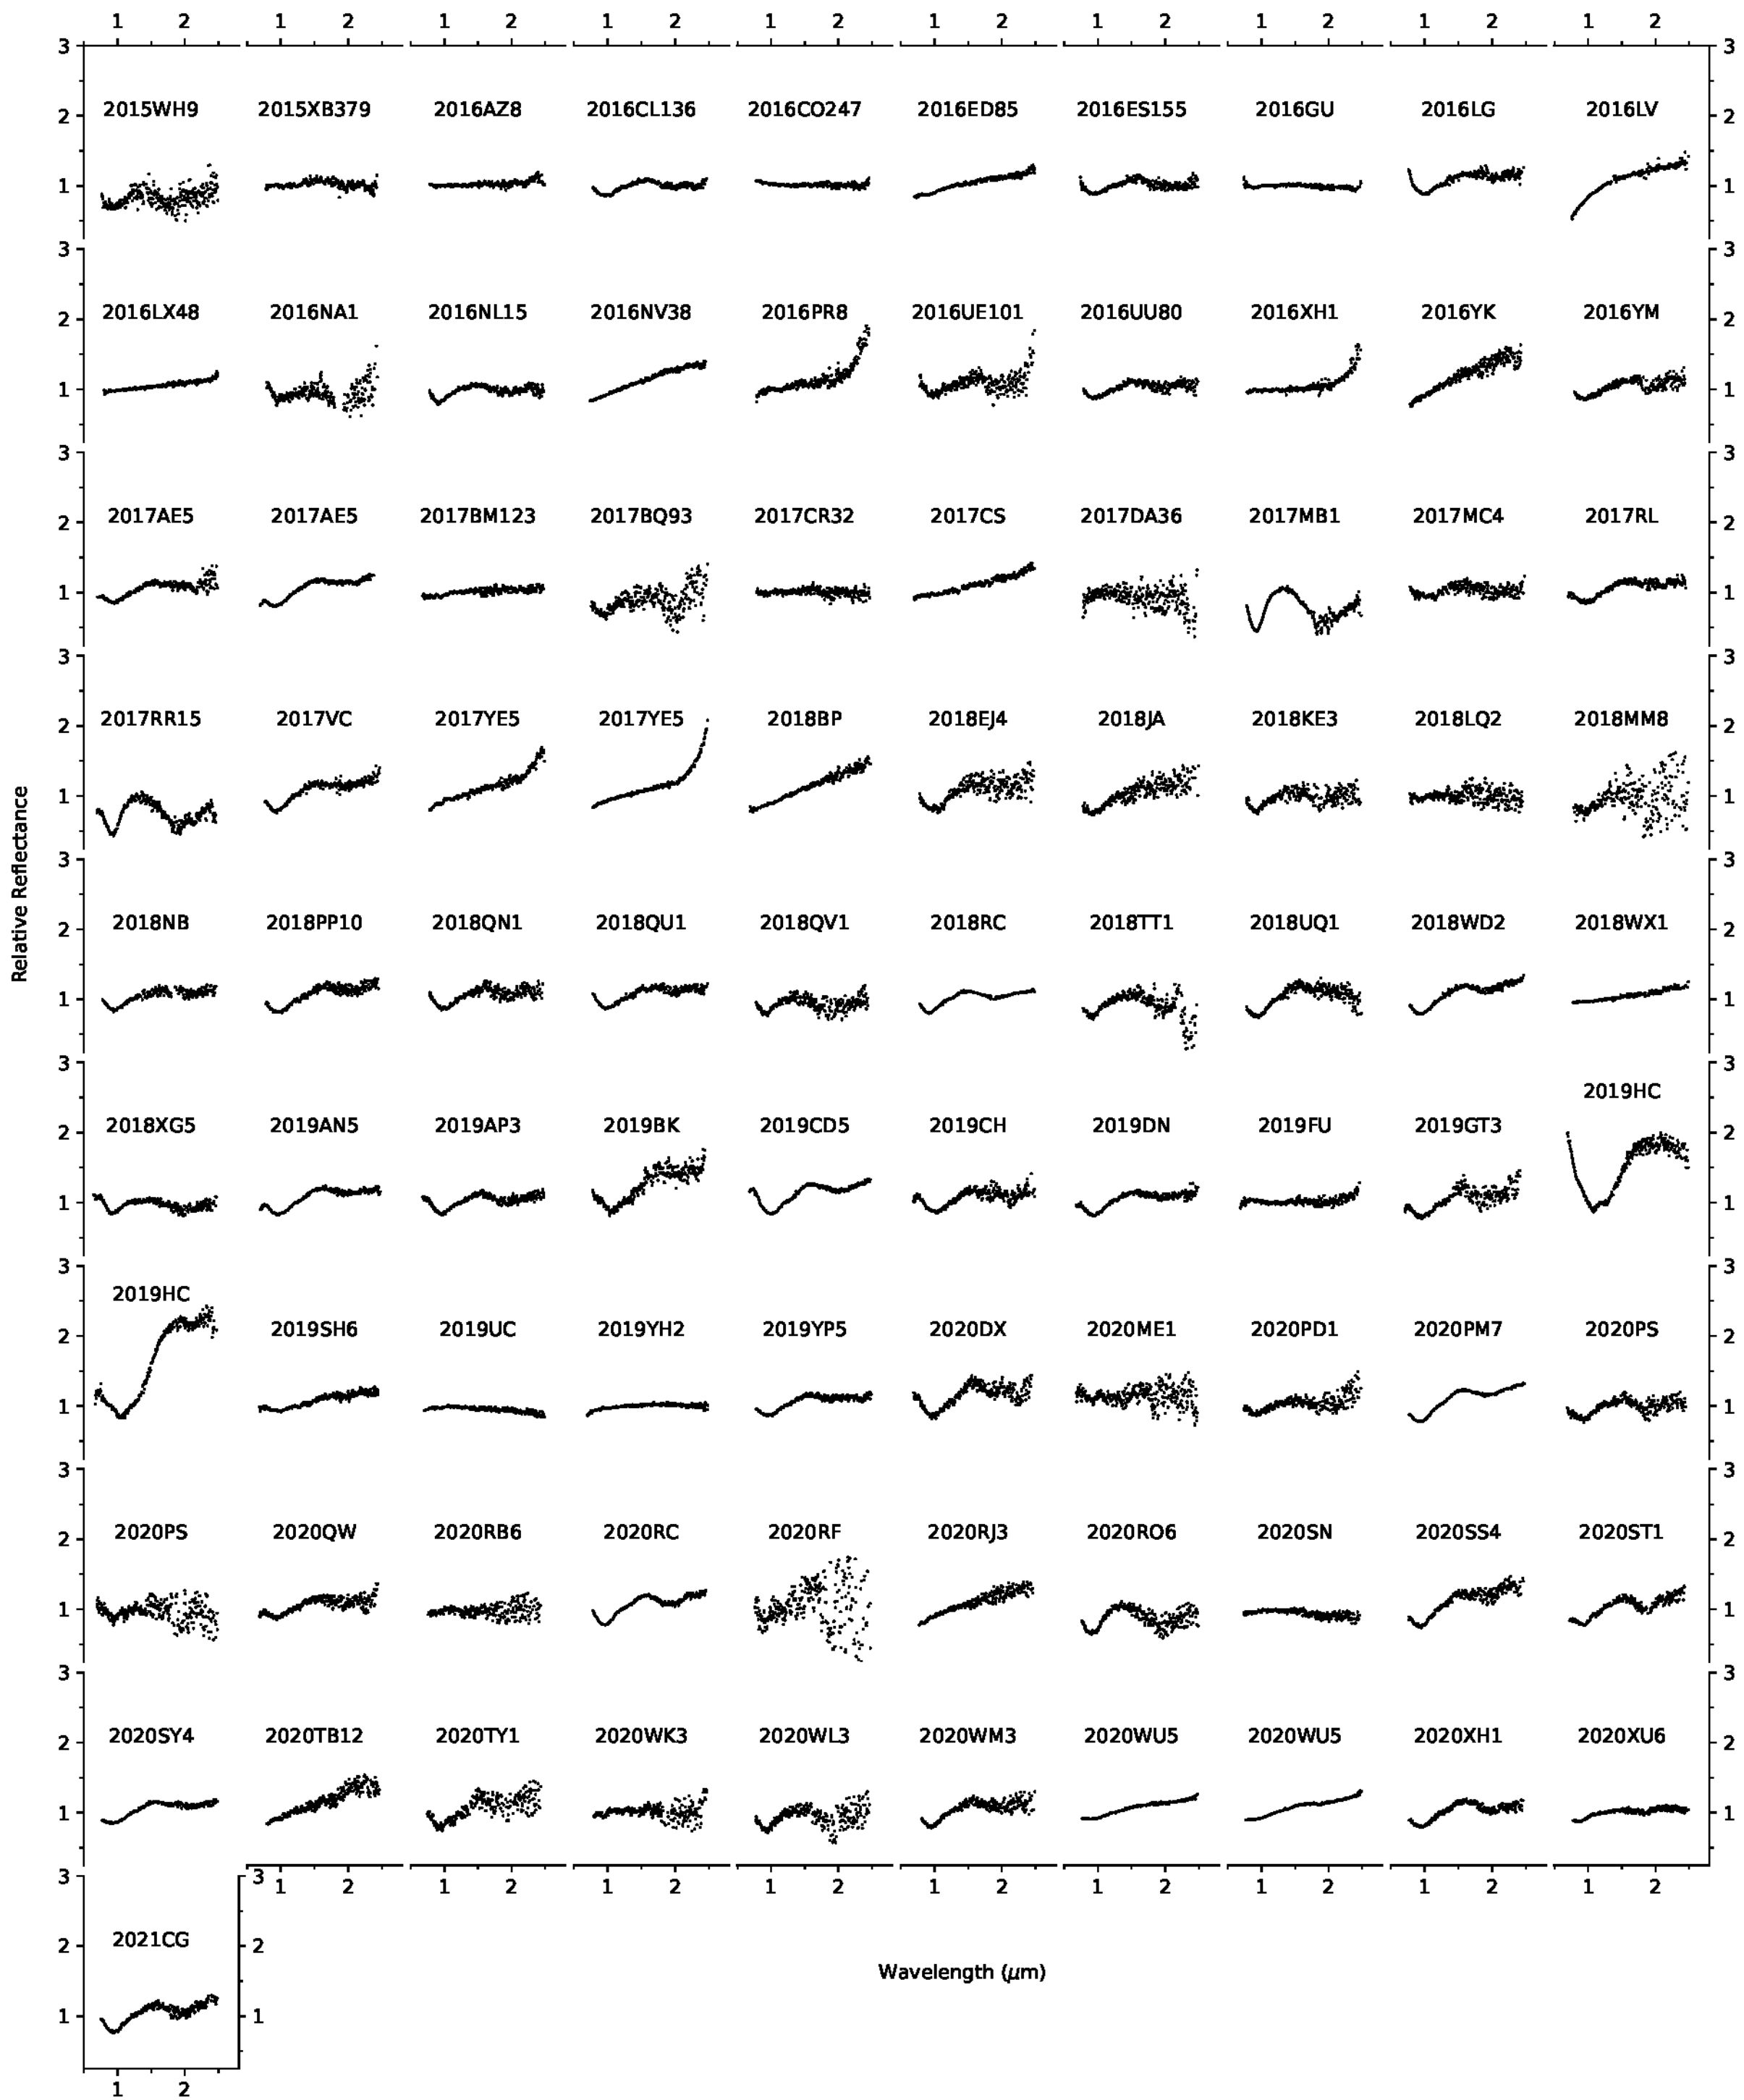 1 2 1 2 1 2 1 2 1 2 1 2 1 2 1 2 1 2 1 2
3 3
2015WH9 2015XB379 2016AZ8 2016CL136 2016CO247 2016ED85 2016ES155 2016GU 2016LG 2016LV
2 2
1 1
3 3
2016LX48 2016NA1 2016NL15 2016NV38 2016PR8 2016UE101 2016UU80 2016XH1 2016YK 2016YM
2 2
1 1
3 3
2017AE5 2017AE5 2017BM123 2017BQ93 2017CR32 2017CS 2017DA36 2017MB1 2017MC4 2017RL
2 2
1 1
3 3
2017RR15 2017VC 2017YE5 2017YE5 2018BP 2018EJ4 2018JA 2018KE3 2018LQ2 2018MM8
2 2
1 1
Relative Reflectance
3 3
2018NB 2018PP10 2018QN1 2018QU1 2018QV1 2018RC 2018TT1 2018UQ1 2018WD2 2018WX1
2 2
1 1
3 3
2018XG5 2019AN5 2019AP3 2019BK 2019CD5 2019CH 2019DN 2019FU 2019GT3 2019HC
2 2
1 1
3 3
2019HC 2019SH6 2019UC 2019YH2 2019YP5 2020DX 2020ME1 2020PD1 2020PM7 2020PS
2 2
1 1
3 3
2020PS 2020QW 2020RB6 2020RC 2020RF 2020RJ3 2020RO6 2020SN 2020SS4 2020ST1
2 2
1 1
3 3
2020SY4 2020TB12 2020TY1 2020WK3 2020WL3 2020WM3 2020WU5 2020WU5 2020XH1 2020XU6
2 2
1 1
3 3 1 2 1 2 1 2 1 2 1 2 1 2 1 2 1 2 1 2
2021CG
2 2
Wavelength (μm)
1 1
1 2